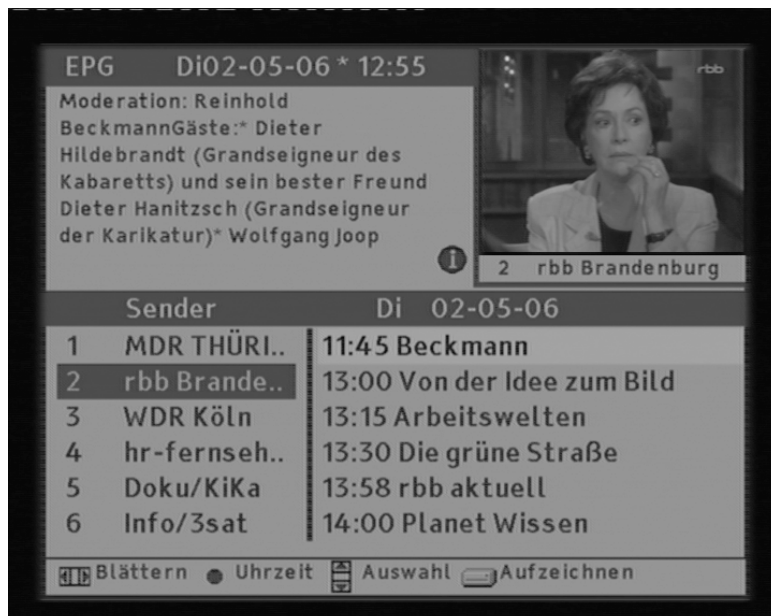 EPG Di02-05-06 * 12:55
Moderation: Reinhold
BeckmannGäste:* Dieter
Hildebrandt (Grandseigneur des
Kabaretts) und sein bester Freund
Dieter Hanitzsch (Grandseigneur
der Karikatur)* Wolfgang Joop
i
rbb
2 rbb Brandenburg
Sender Di 02-05-06
1 MDR THÜRI.. 11:45 Beckmann
2 rbb Brande.. 13:00 Von der Idee zum Bild
3 WDR Köln 13:15 Arbeitswelten
4 hr-fernseh.. 13:30 Die grüne Straße
5 Doku/KiKa 13:58 rbb aktuell
6 Info/3sat 14:00 Planet Wissen
Blättern Uhrzeit Auswahl Aufzeichnen